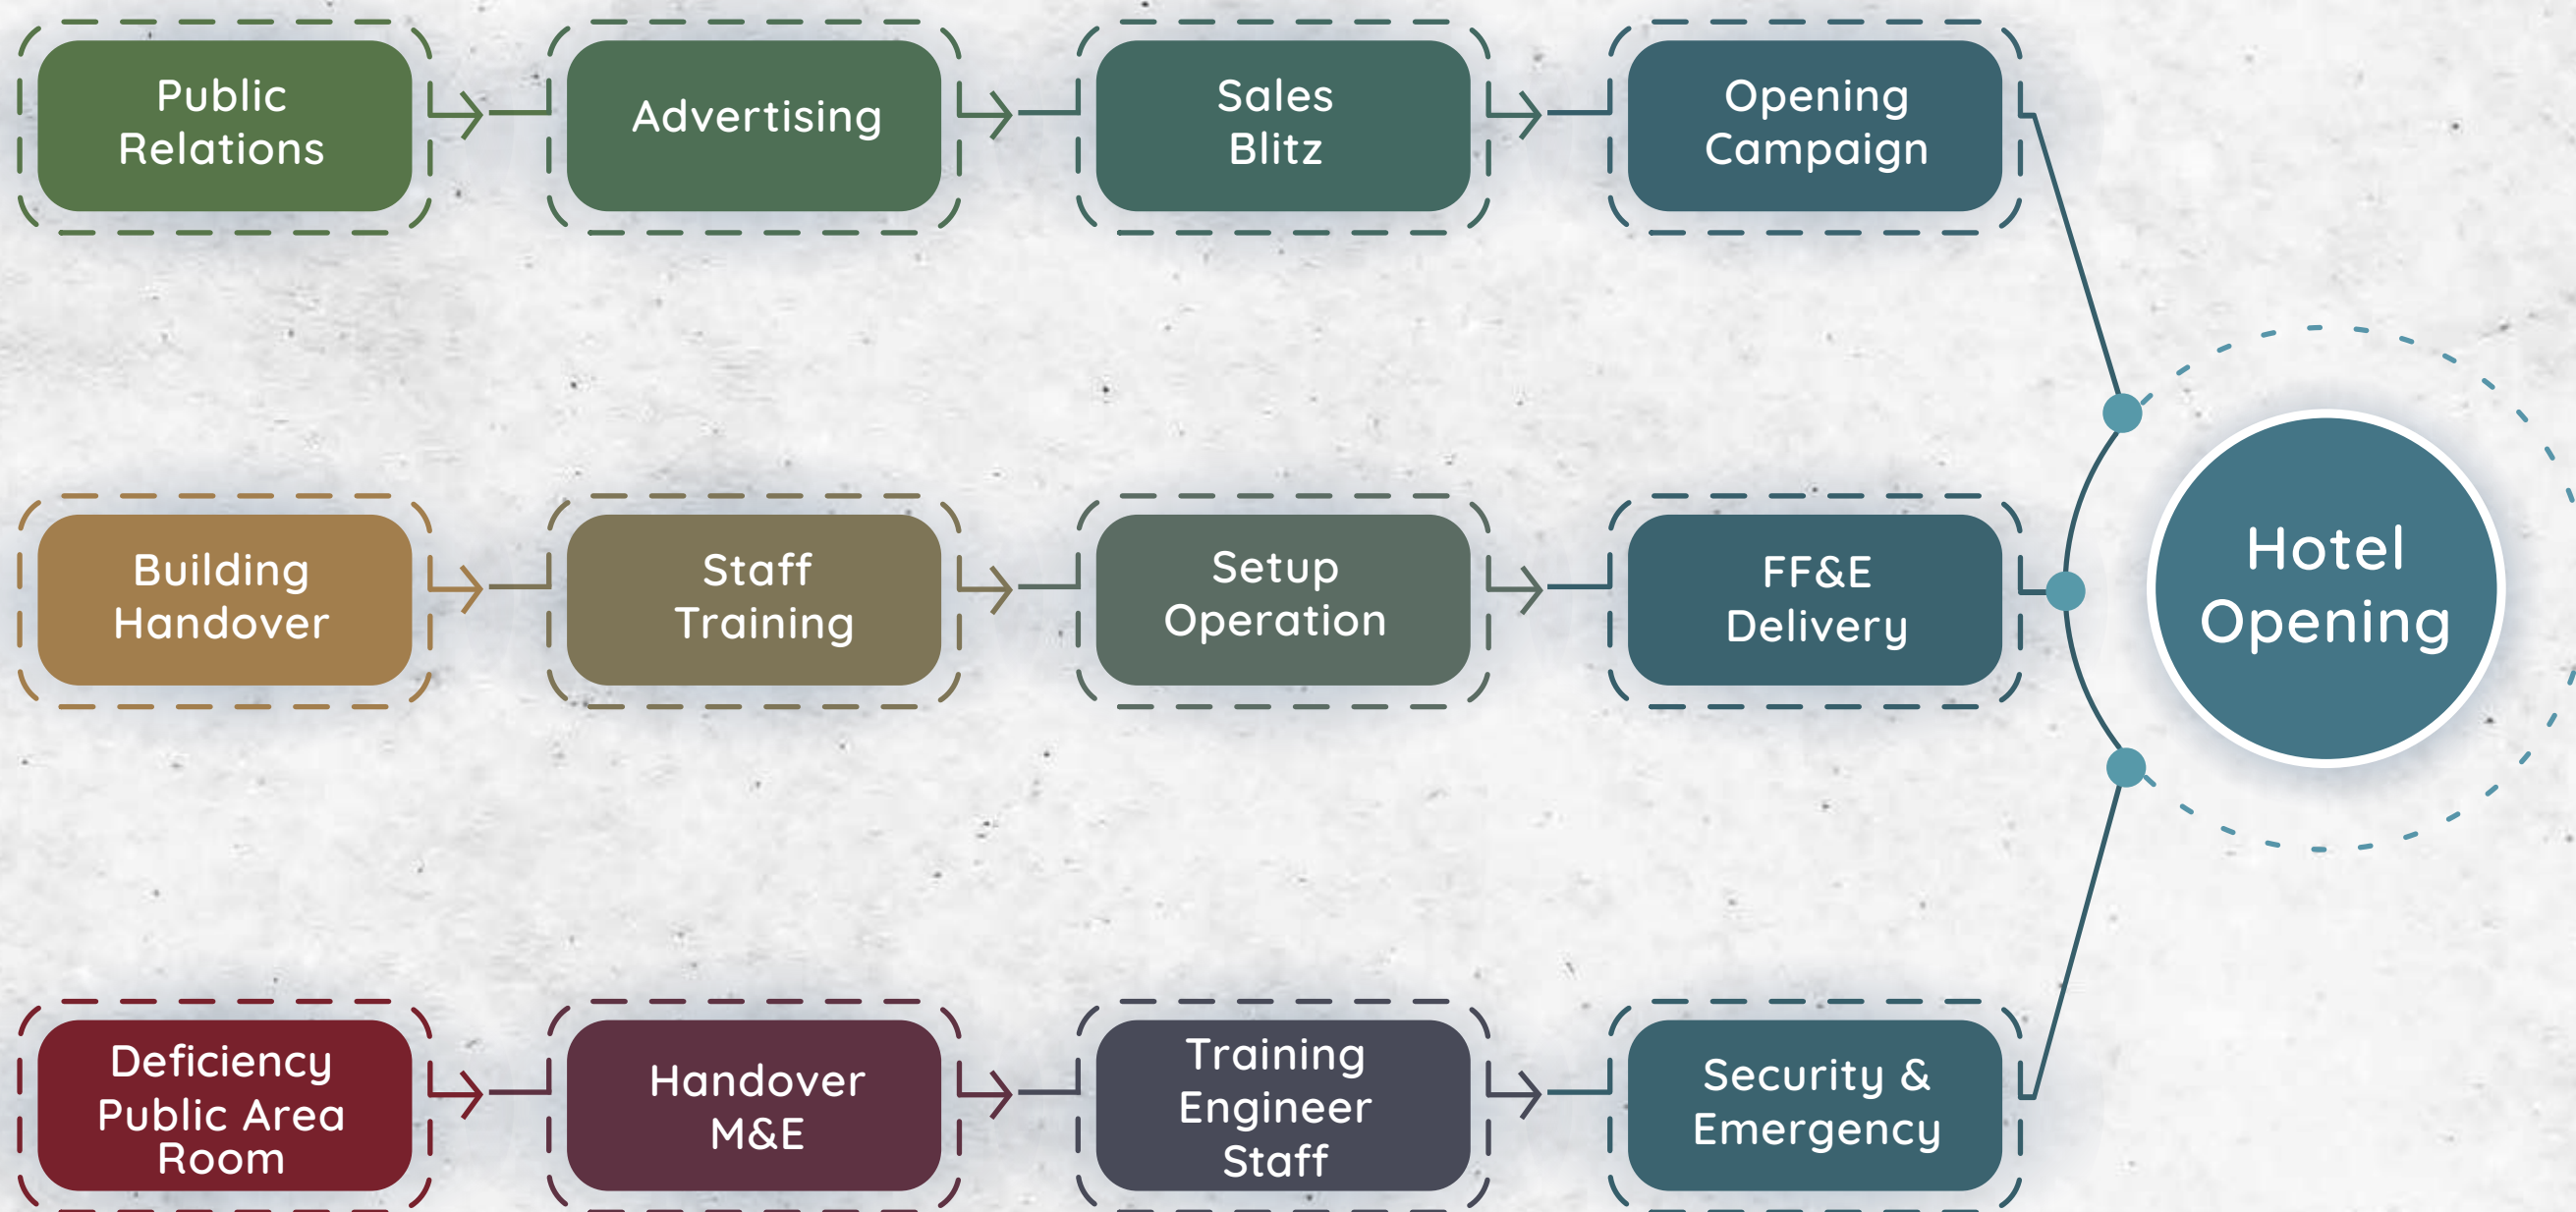 Public
Relations
Advertising
Sales
Blitz
Opening
Campaign
Building
Handover
Staff
Training
Setup
Operation
FF&E
Delivery
Hotel
Opening
Deficiency
Public Area
Room
Handover
M&E
Training
Engineer
Staff
Security &
Emergency